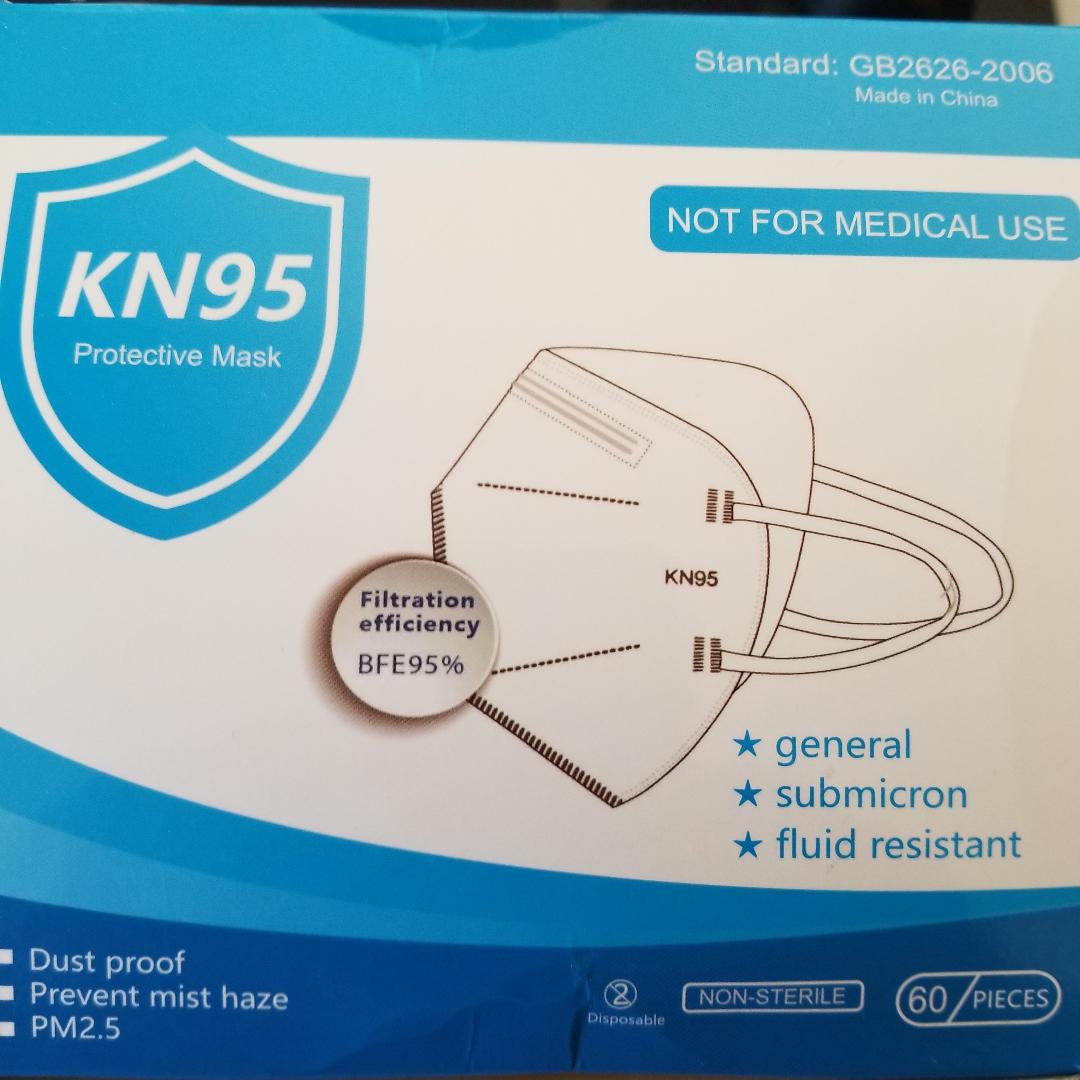 Standard: GB2626-2006
Made in China
NOT FOR MEDICAL USE
KN95
Protective Mask
KN95
Filtration
efficiency
BFE95%
★ general
★ submicron
★ fluid resistant
Dust proof
Prevent mist haze
PM2.5
2
Disposable
NON-STERILE
60/PIECES